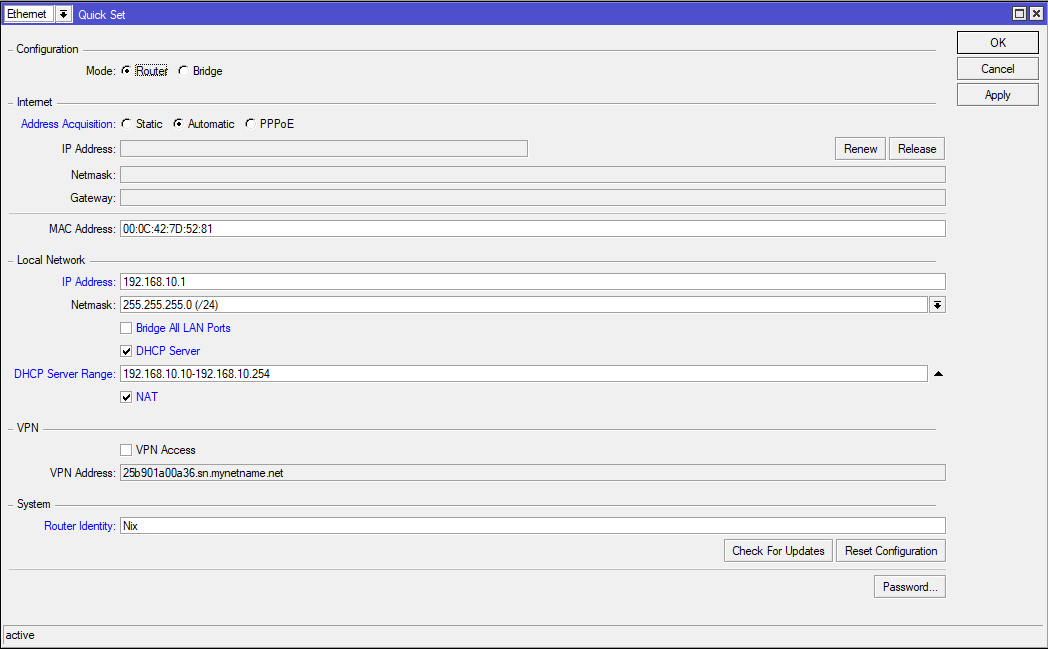 Ethernet Quick Set
Configuration
OK
Mode: Router Bridge
Cancel
Apply
Internet
Address Acquisition: Static Automatic PPPoE
IP Address: Renew Release
Netmask:
Gateway:
MAC Address: 00:0C:42:7D:52:81
Local Network
IP Address: 192.168.10.1
Netmask: 255.255.255.0 (/24)
Bridge All LAN Ports
DHCP Server
DHCP Server Range: 192.168.10.10-192.168.10.254
NAT
VPN
VPN Access
VPN Address: 25b901a00a36.sn.mynetname.net
System
Router Identity: Nix
Check For Updates Reset Configuration
Password...
active